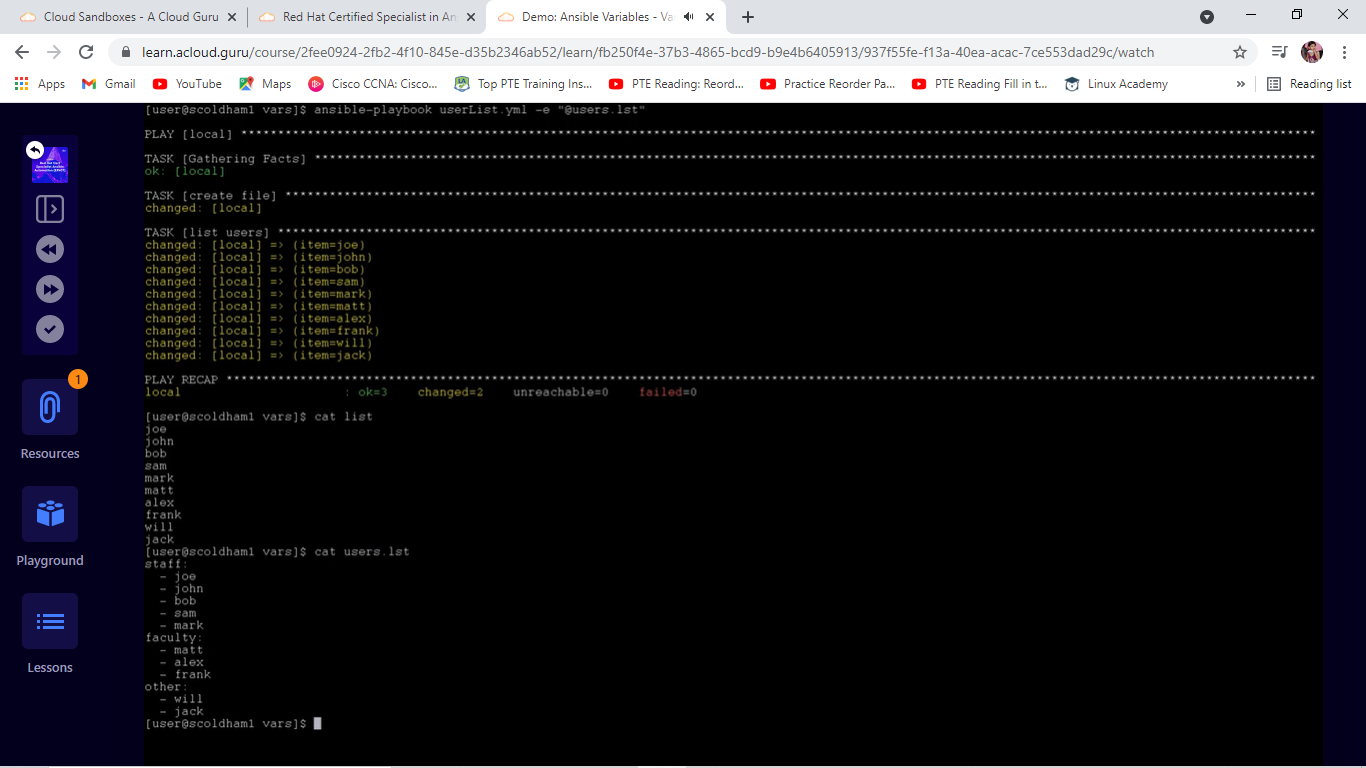 Cloud Sandboxes - A Cloud Guru
Red Hat Certified Specialist in An
Demo: Ansible Variables - Va
learn.acloud.guru/course/2fee0924-2fb2-4f10-845e-d35b2346ab52/learn/fb250f4e-37b3-4865-bcd9-b9e4b6405913/937f55fe-f13a-40ea-acac-7ce553dad29c/watch
Apps Gmail YouTube Maps Cisco CCNA: Cisco... Top PTE Training Ins... PTE Reading: Reord... Practice Reorder Pa... PTE Reading Fill in t... Linux Academy » Reading list
1
Resources
Playground
Lessons
[user@scoldham1 vars]$ ansible-playbook userList.yml -e "@users.lst"
PLAY [local] ****************************************************************************************************************************************************
TASK [Gathering Facts] ******************************************************************************************************************************************
ok: [local]
TASK [create file] **********************************************************************************************************************************************
changed: [local]
TASK [list users] ***********************************************************************************************************************************************
changed: [local] => (item=joe)
changed: [local] => (item=john)
changed: [local] => (item=bob)
changed: [local] => (item=sam)
changed: [local] => (item=mark)
changed: [local] => (item=matt)
changed: [local] => (item=alex)
changed: [local] => (item=frank)
changed: [local] => (item=will)
changed: [local] => (item=jack)
PLAY RECAP ******************************************************************************************************************************************************
local : ok=3 changed=2 unreachable=0 failed=0
[user@scoldham1 vars]$ cat list
joe
john
bob
sam
mark
matt
alex
frank
will
jack
[user@scoldham1 vars]$ cat users.lst
staff:
- joe
- john
- bob
- sam
- mark
faculty:
- matt
- alex
- frank
other:
- will
- jack
[user@scoldham1 vars]$